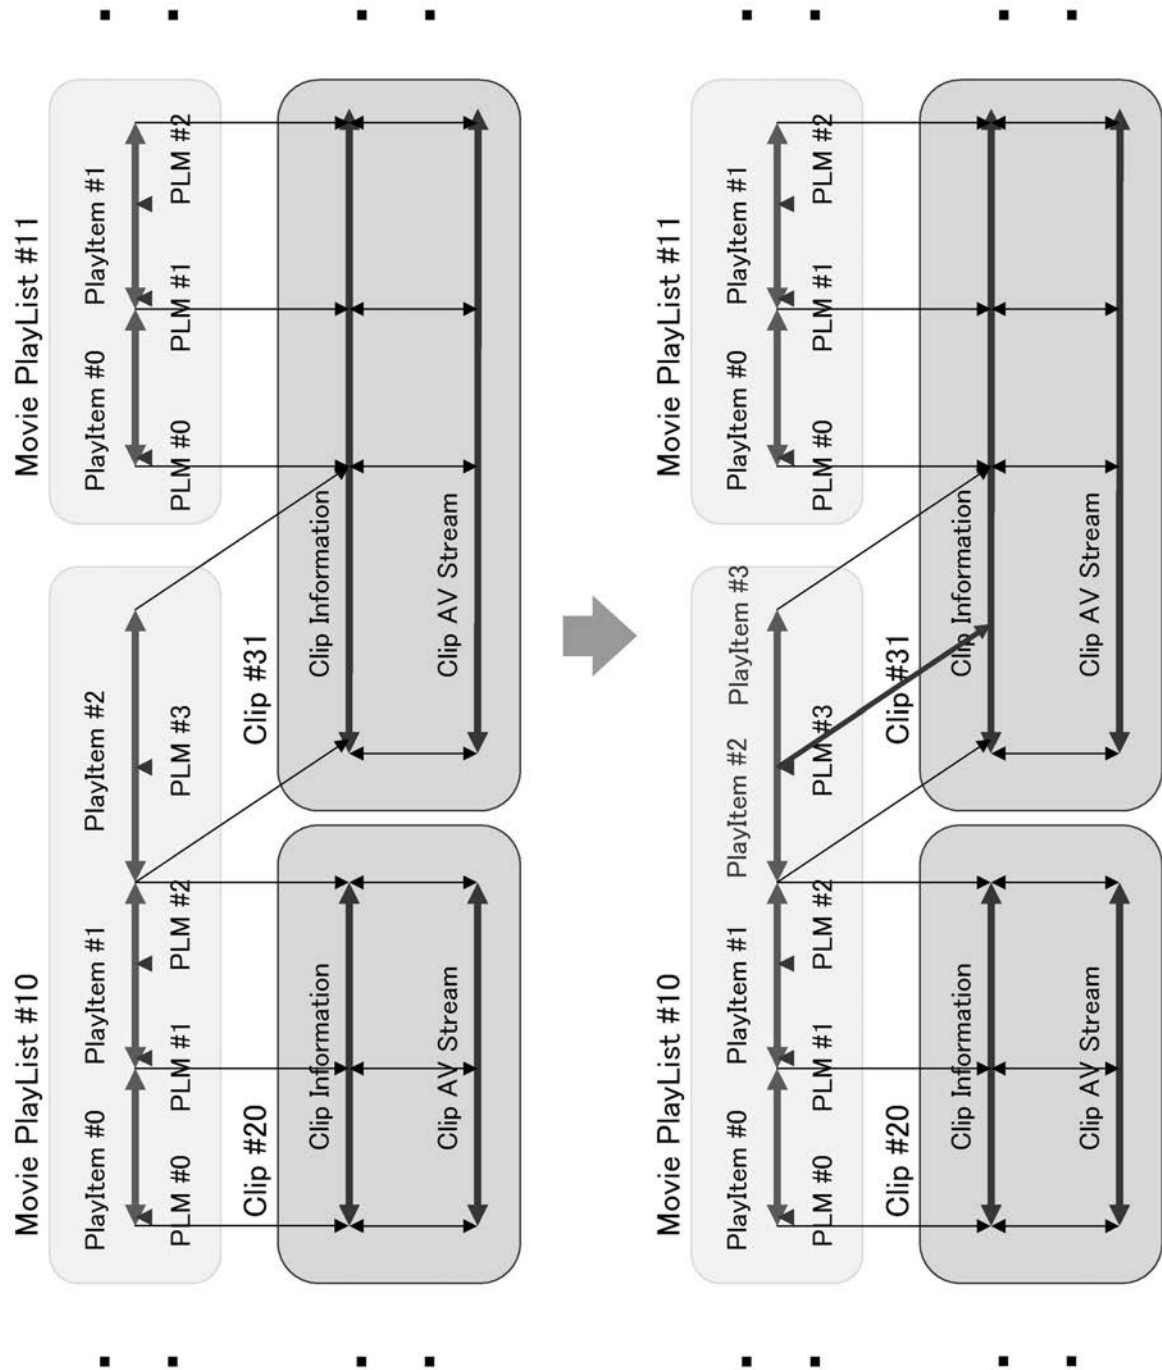 Movie PlayList #10
Movie PlayList #11
PlayItem #0
PlayItem #1
PlayItem #2
PlayItem #0
PlayItem #1
PLM #0
PLM #1
PLM #2
PLM #3
PLM #0
PLM #1
PLM #2
Clip #20
Clip #31
Clip Information
Clip Information
Clip AV Stream
Clip AV Stream
Movie PlayList #10
Movie PlayList #11
PlayItem #0
PlayItem #1
PlayItem #2
PlayItem #3
PlayItem #0
PlayItem #1
PLM #0
PLM #1
PLM #2
PLM #3
PLM #0
PLM #1
PLM #2
Clip #20
Clip #31
Clip Information
Clip Information
Clip AV Stream
Clip AV Stream